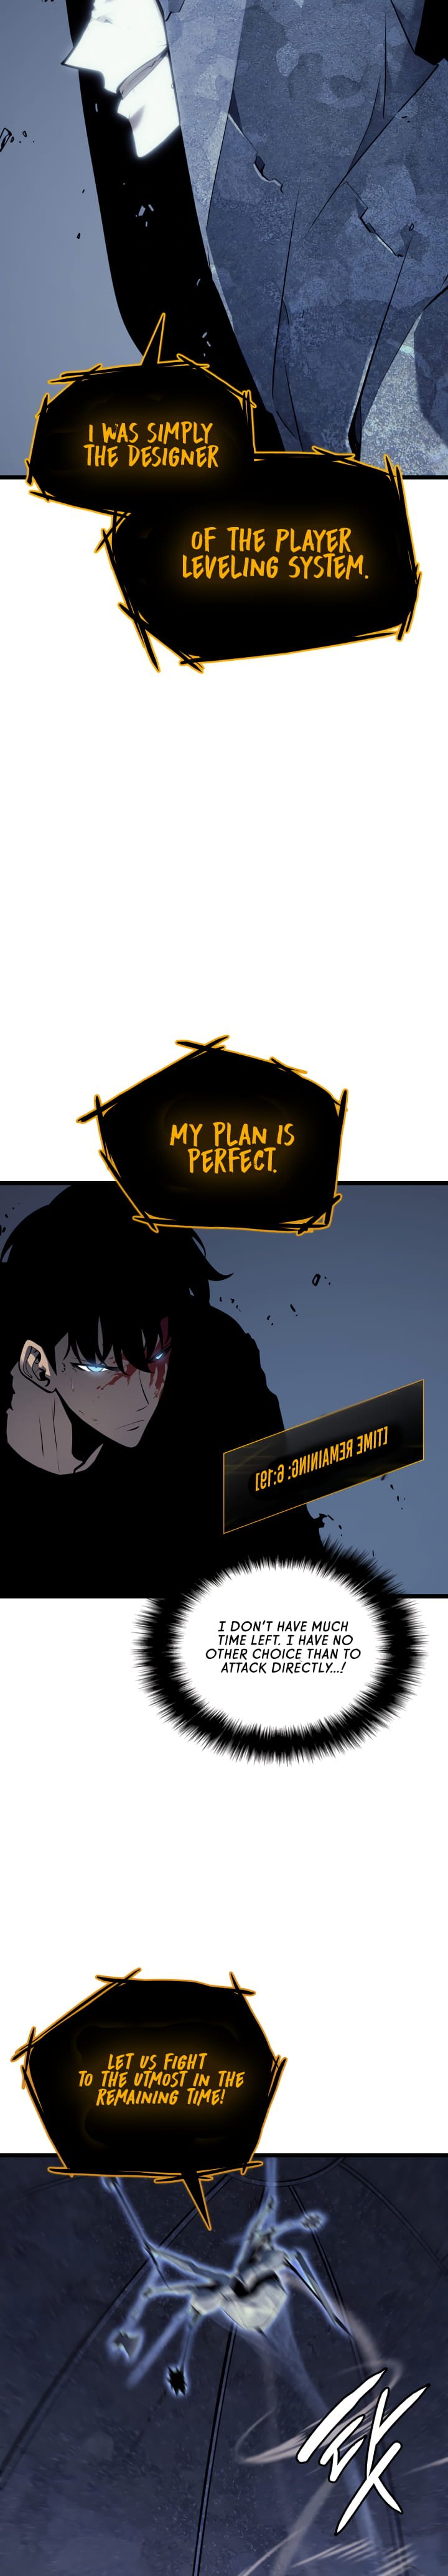 I WAS SIMPLY
THE DESIGNER
OF THE PLAYER
LEVELING SYSTEM.
MY PLAN IS
PERFECT.
[TIME REMAINING: 6:19]
I DON'T HAVE MUCH
TIME LEFT. I HAVE NO
OTHER CHOICE THAN TO
ATTACK DIRECTLY...!
LET US FIGHT
TO THE UTMOST IN THE
REMAINING TIME!